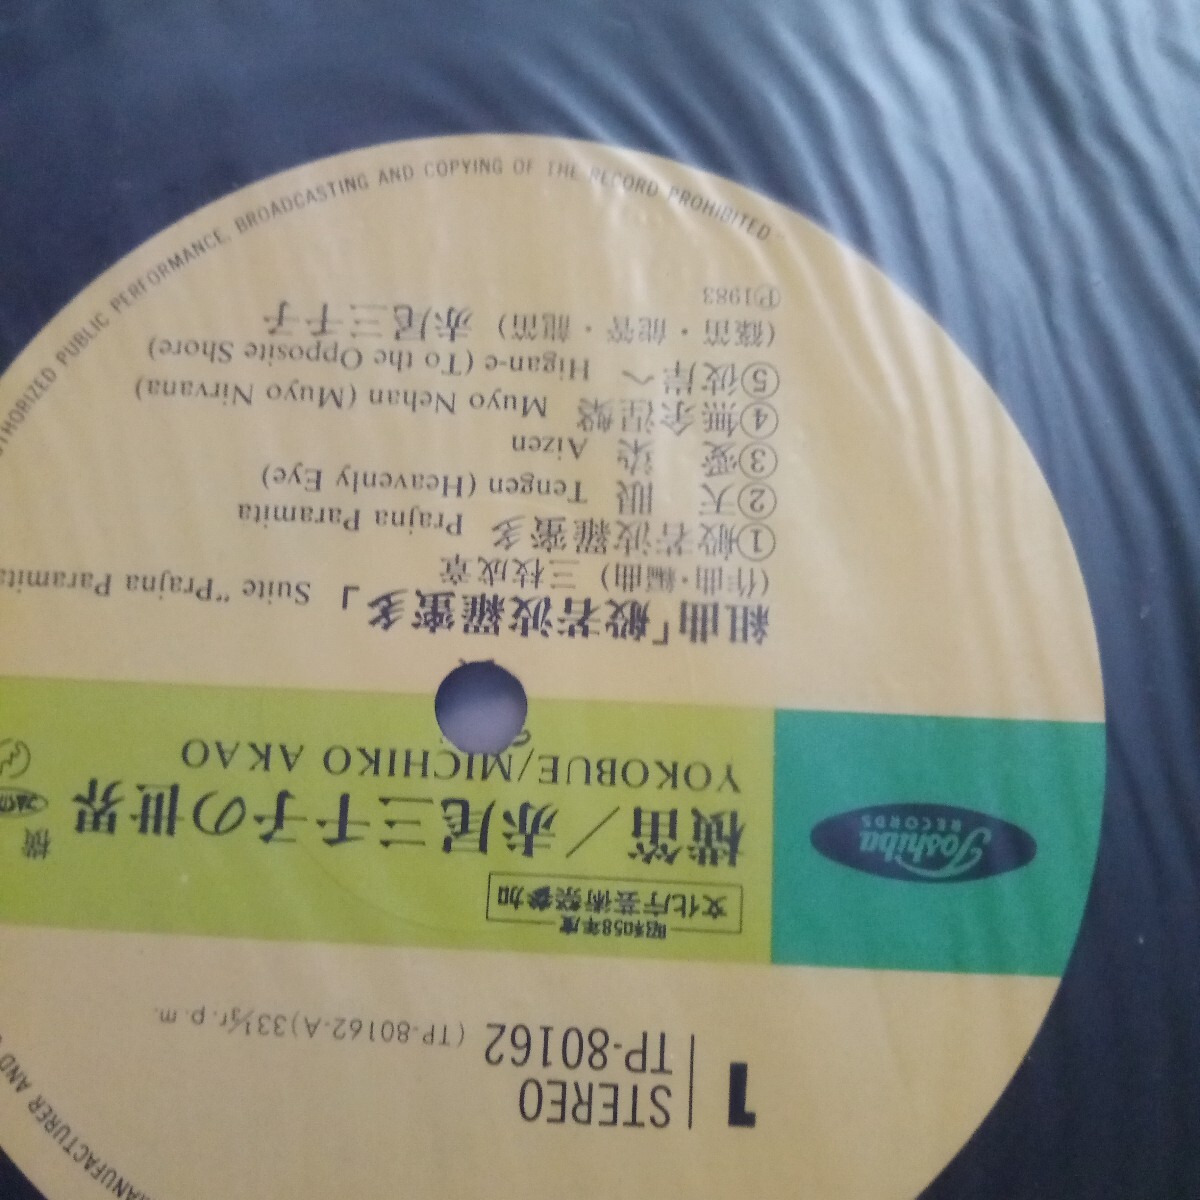 1
STEREO
TP-80162 (TP-80162-A) 33⅓r.p.m.
昭和58年度
文化庁芸術祭参加
Toshiba
RECORDS
横笛／赤尾三千子の世界
YOKOBUE/MICHIKO AKAO
横
組曲「般若波羅蜜多」 Suite "Prajna Paramita
(作曲・編曲) 三枝成章
①般若波羅蜜多 Prajna Paramita
②天 眼 Tengen (Heavenly Eye)
③愛 染 Aizen
④無余涅槃 Muyo Nehan (Muyo Nirvana)
⑤彼岸へ Higan-e (To the Opposite Shore)
(篠笛・能管・龍笛) 赤尾三千子
Ⓟ1983
MANUFACTURER AND
THORIZED PUBLIC PERFORMANCE, BROADCASTING AND COPYING OF THE RECORD PROHIBITED